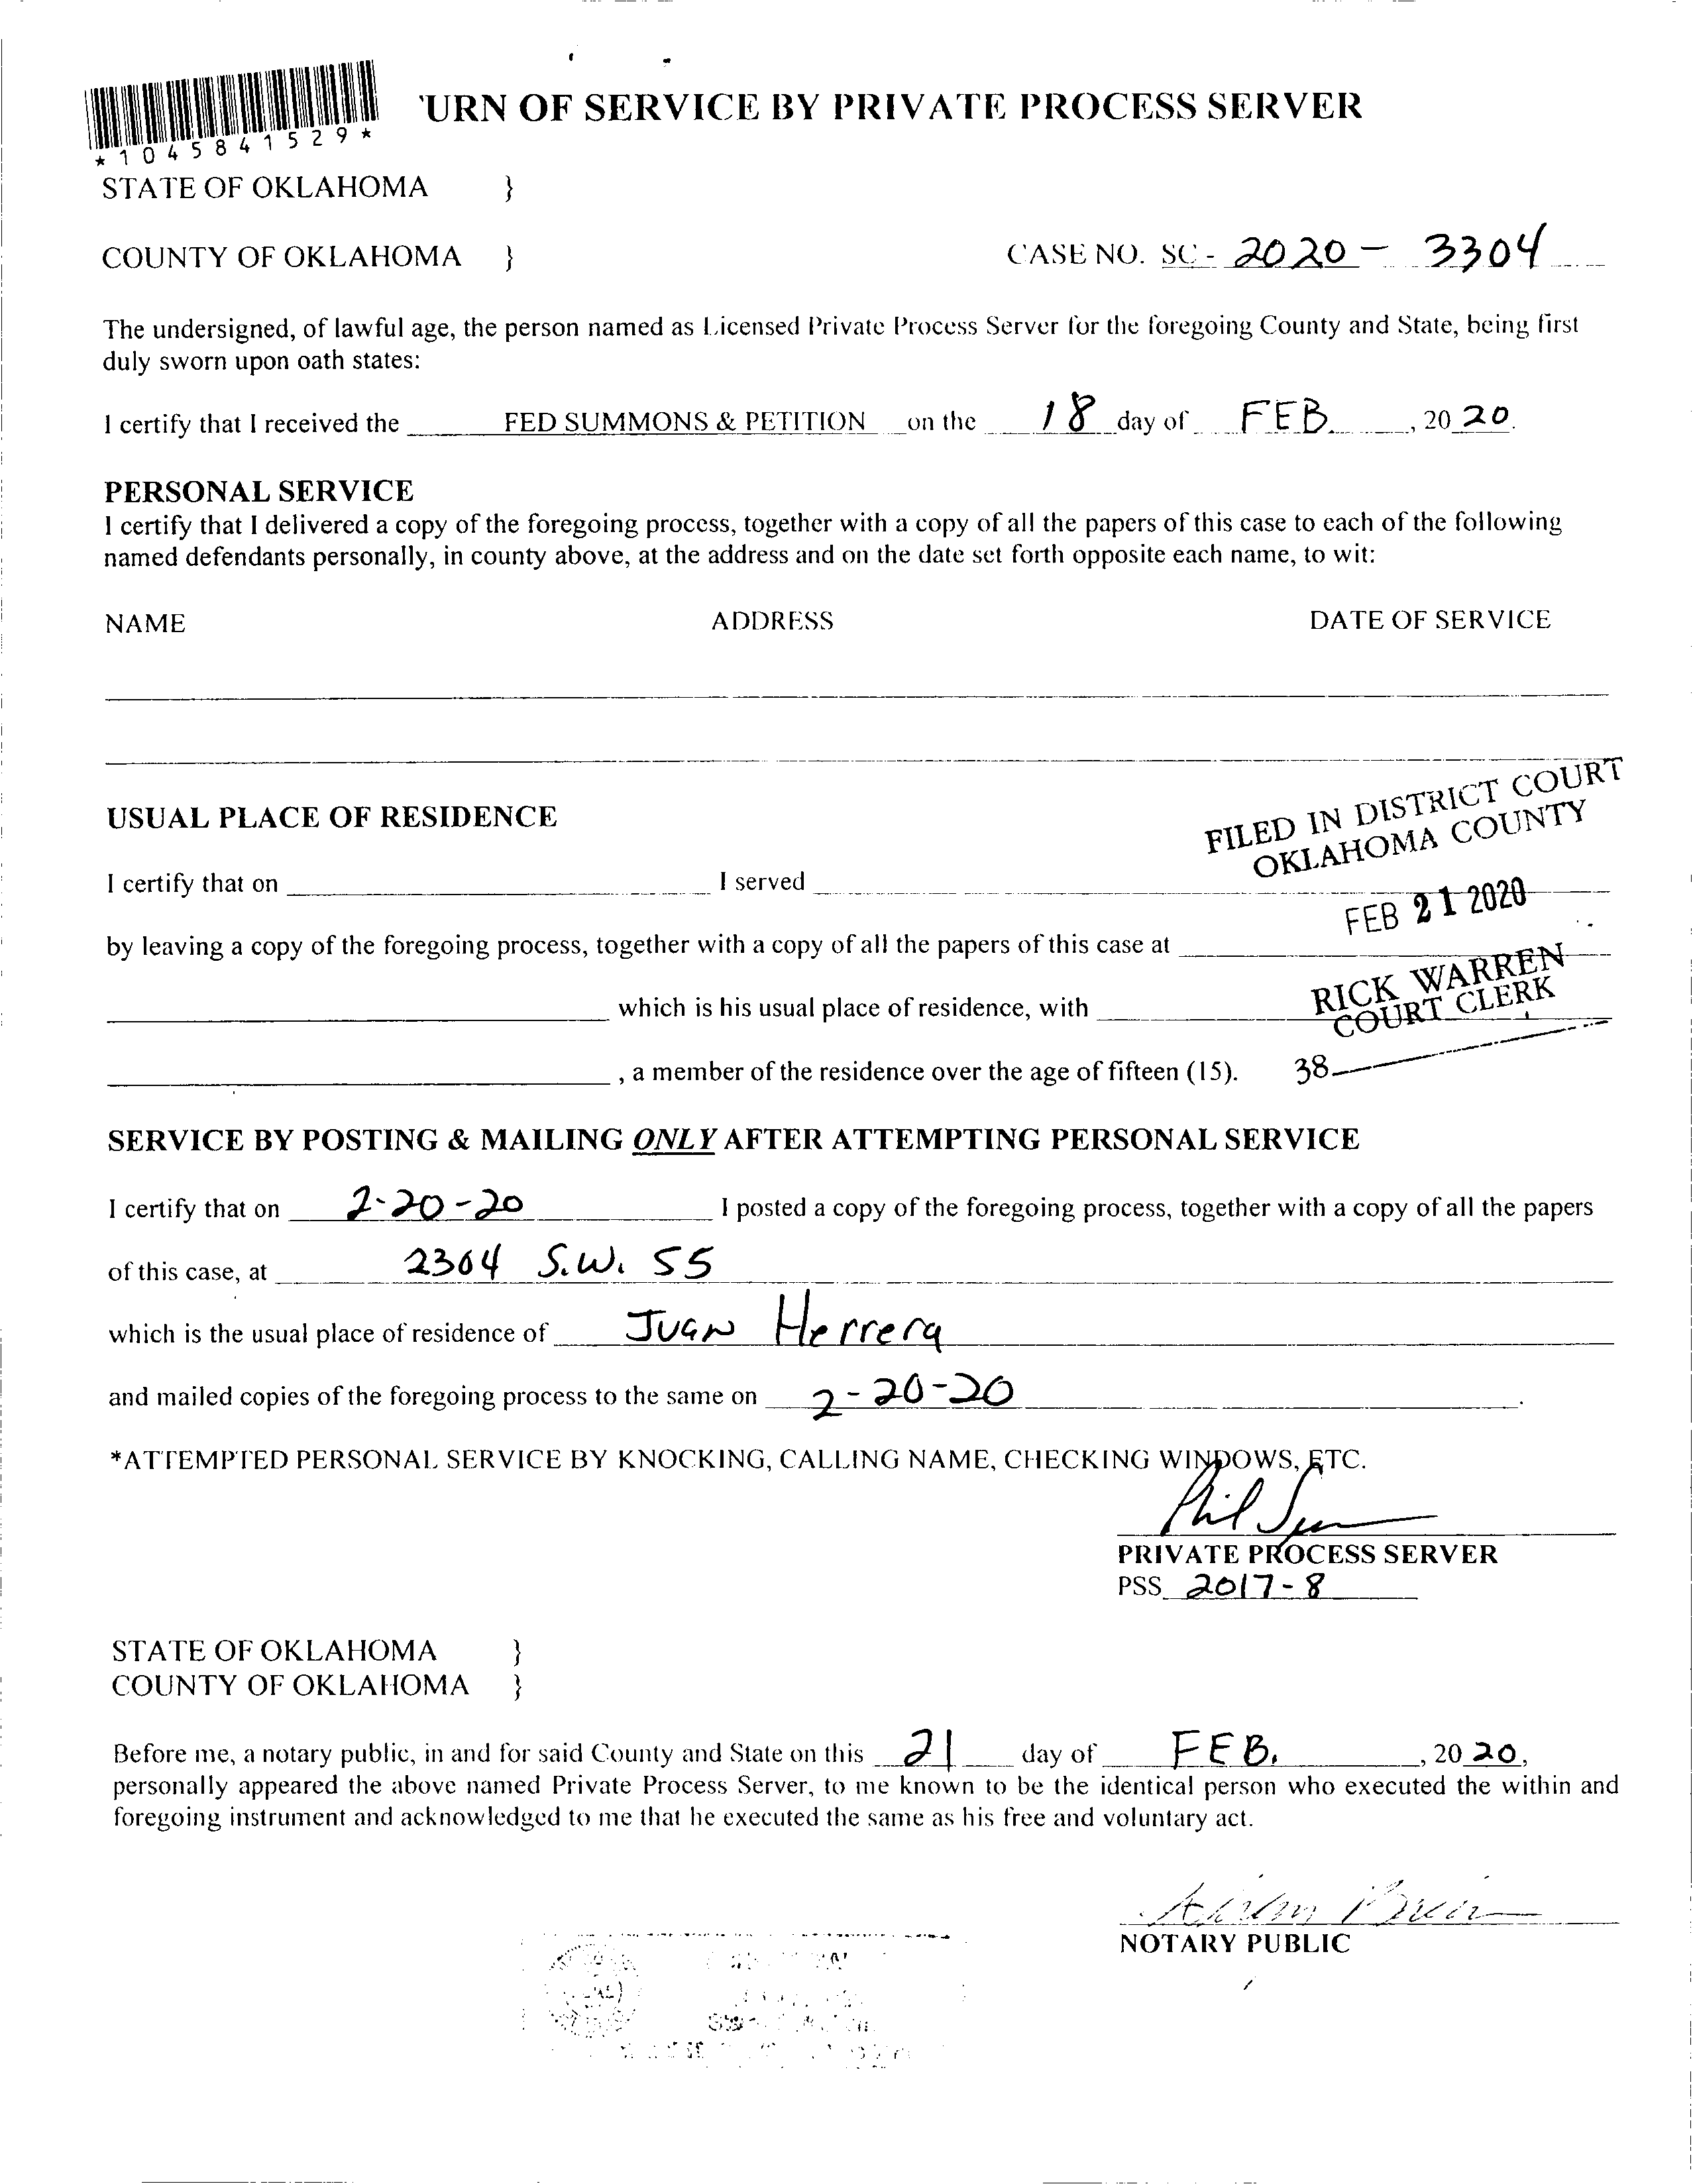 'URN OF SERVICE BY PRIVATE PROCESS SERVER
*1045841529*
STATE OF OKLAHOMA }
COUNTY OF OKLAHOMA } CASE NO. SC - 2020 - 3304
The undersigned, of lawful age, the person named as Licensed Private Process Server for the foregoing County and State, being first
duly sworn upon oath states:
I certify that I received the FED SUMMONS & PETITION on the 18 day of FEB. , 20 20.
PERSONAL SERVICE
I certify that I delivered a copy of the foregoing process, together with a copy of all the papers of this case to each of the following
named defendants personally, in county above, at the address and on the date set forth opposite each name, to wit:
NAME ADDRESS DATE OF SERVICE
FILED IN DISTRICT COURT
OKLAHOMA COUNTY
USUAL PLACE OF RESIDENCE
I certify that on I served
FEB 21 2020
by leaving a copy of the foregoing process, together with a copy of all the papers of this case at
RICK WARREN
COURT CLERK
which is his usual place of residence, with
, a member of the residence over the age of fifteen (15). 38
SERVICE BY POSTING & MAILING ONLY AFTER ATTEMPTING PERSONAL SERVICE
I certify that on 2-20-20 I posted a copy of the foregoing process, together with a copy of all the papers
of this case, at 2304 S.W. 55
which is the usual place of residence of Juan Herrera
and mailed copies of the foregoing process to the same on 2-20-20.
*ATTEMPTED PERSONAL SERVICE BY KNOCKING, CALLING NAME, CHECKING WINDOWS, ETC.
Phil
PRIVATE PROCESS SERVER
PSS 2017-8
STATE OF OKLAHOMA }
COUNTY OF OKLAHOMA }
Before me, a notary public, in and for said County and State on this 21 day of FEB. , 20 20,
personally appeared the above named Private Process Server, to me known to be the identical person who executed the within and
foregoing instrument and acknowledged to me that he executed the same as his free and voluntary act.
NOTARY PUBLIC